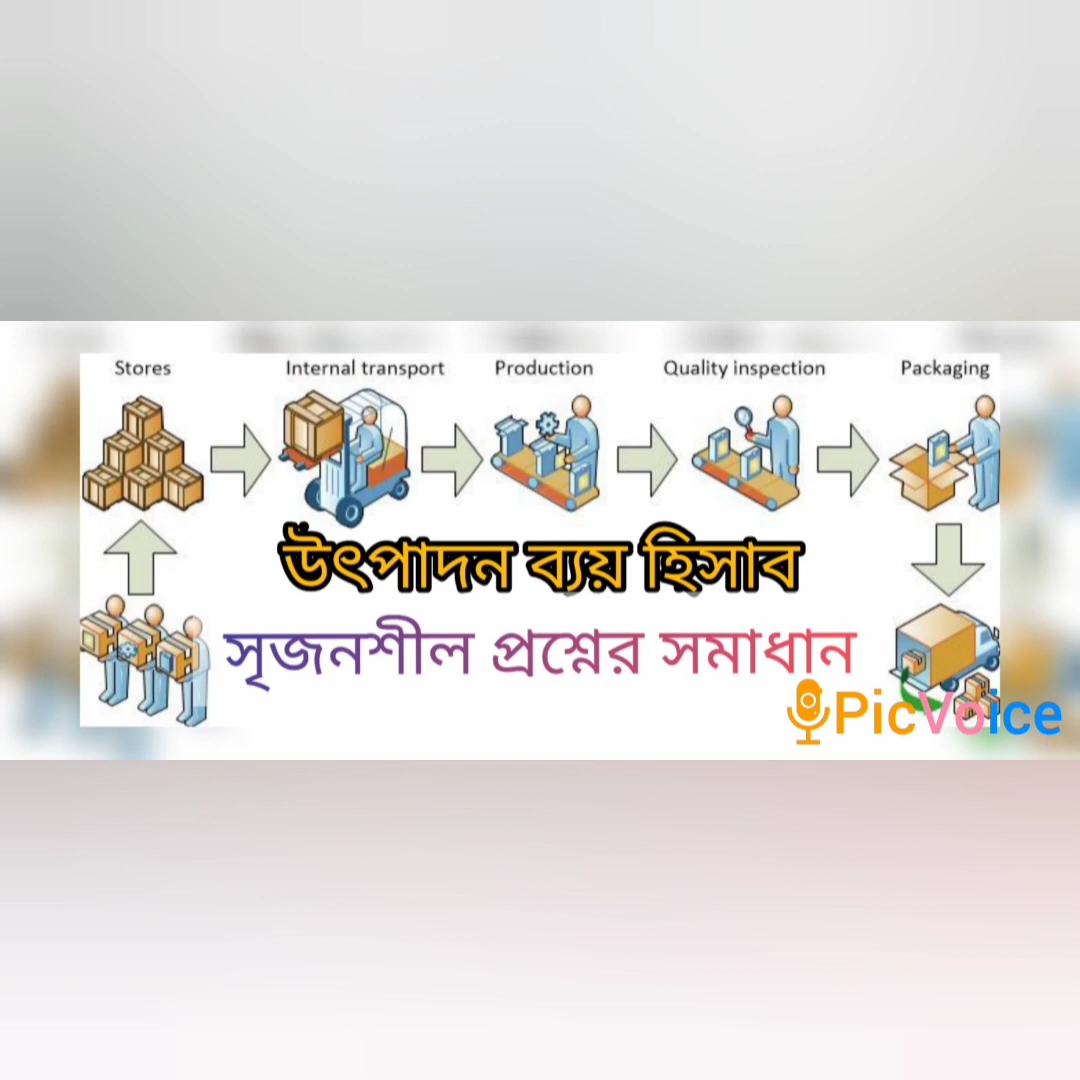 Stores Internal transport Production Quality inspection Packaging
উৎপাদন ব্যয় হিসাব
সৃজনশীল প্রশ্নের সমাধান
PicVoice